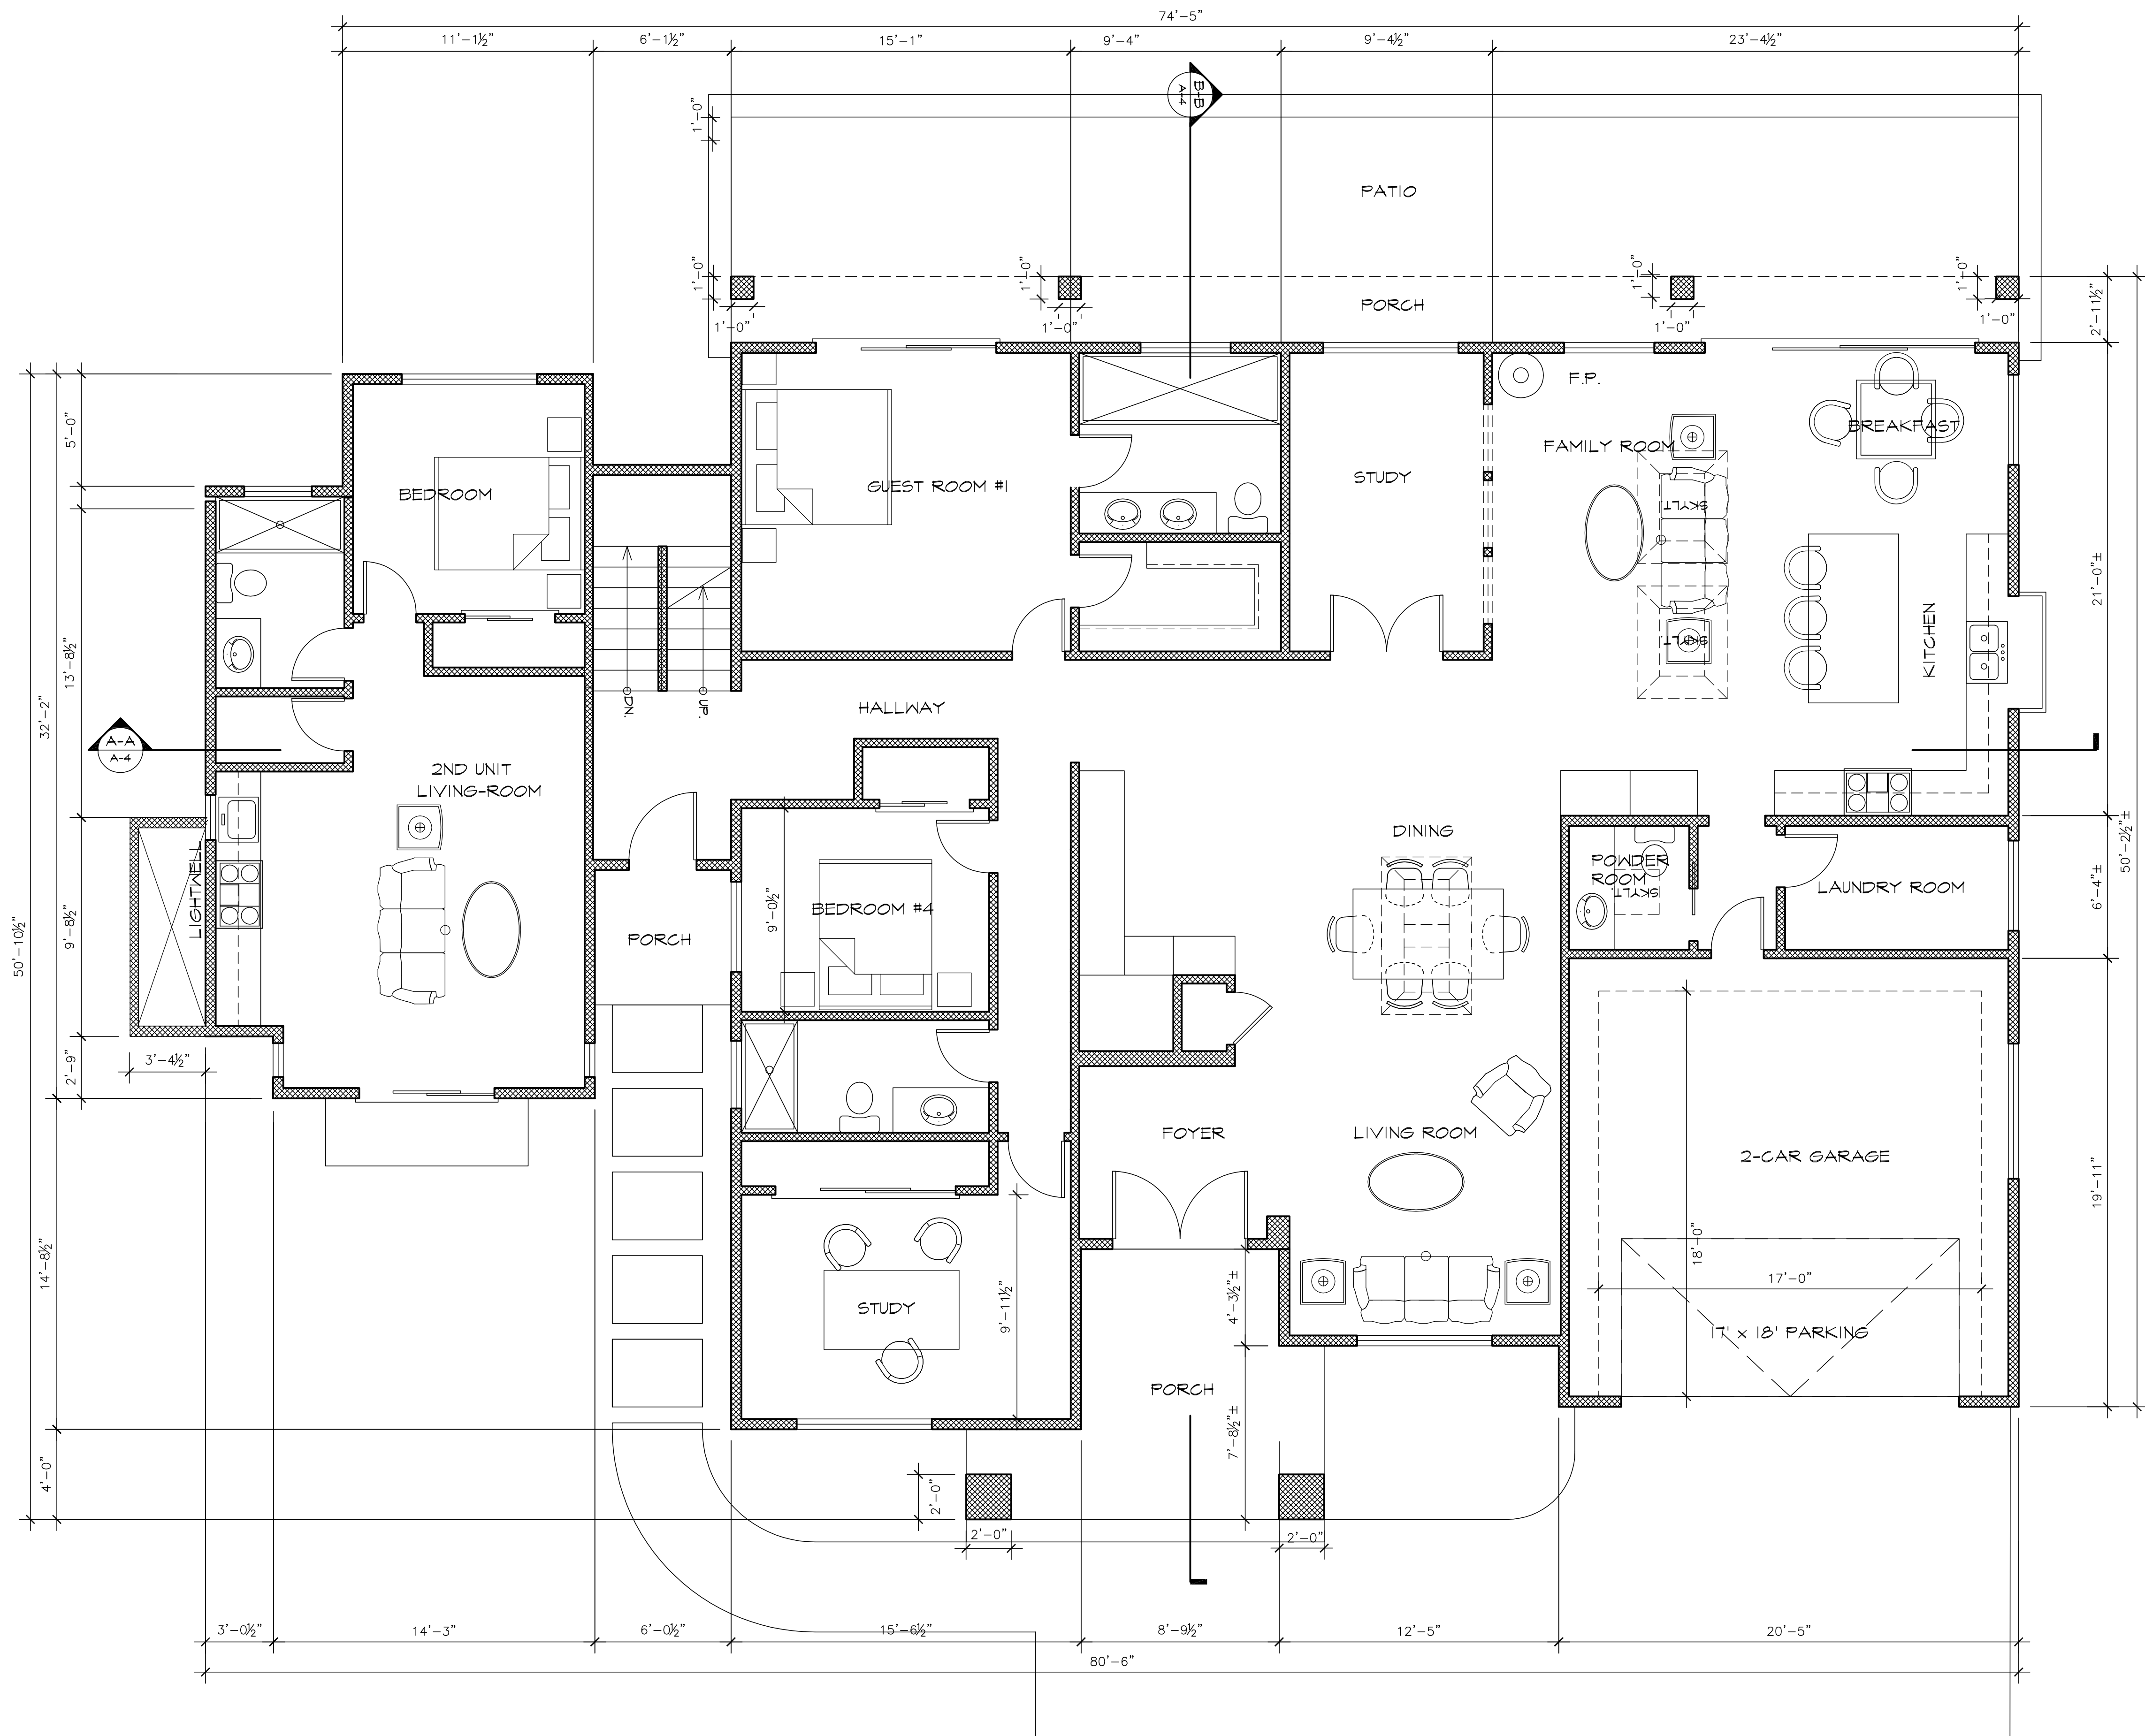 74'-5"
11'-1½"
6'-1½"
15'-1"
9'-4"
9'-4½"
23'-4½"
B-B
A-4
1'-0"
PATIO
1'-0"
1'-0"
1'-0"
1'-0"
PORCH
1'-0"
1'-0"
1'-0"
1'-0"
2'-11½"
F.P.
5'-0"
BREAKFAST
FAMILY ROOM
BEDROOM
GUEST ROOM #1
STUDY
SKYLT.
21'-0"±
13'-8½"
KITCHEN
SKYLT.
32'-2"
DN.
UP.
HALLWAY
A-A
A-4
2ND UNIT
LIVING-ROOM
DINING
50'-2½"±
POWDER
ROOM
SKYLT.
LAUNDRY ROOM
6'-4"±
LIGHTWELL
9'-0½"
BEDROOM #4
9'-8½"
50'-10½"
PORCH
3'-4½"
2'-9"
FOYER
LIVING ROOM
2-CAR GARAGE
19'-11"
18'-0"
14'-8½"
17'-0"
4'-3½"±
STUDY
9'-11½"
17' x 18' PARKING
PORCH
7'-8½"±
4'-0"
2'-0"
2'-0"
2'-0"
3'-0½"
14'-3"
6'-0½"
15'-6½"
8'-9½"
12'-5"
20'-5"
80'-6"